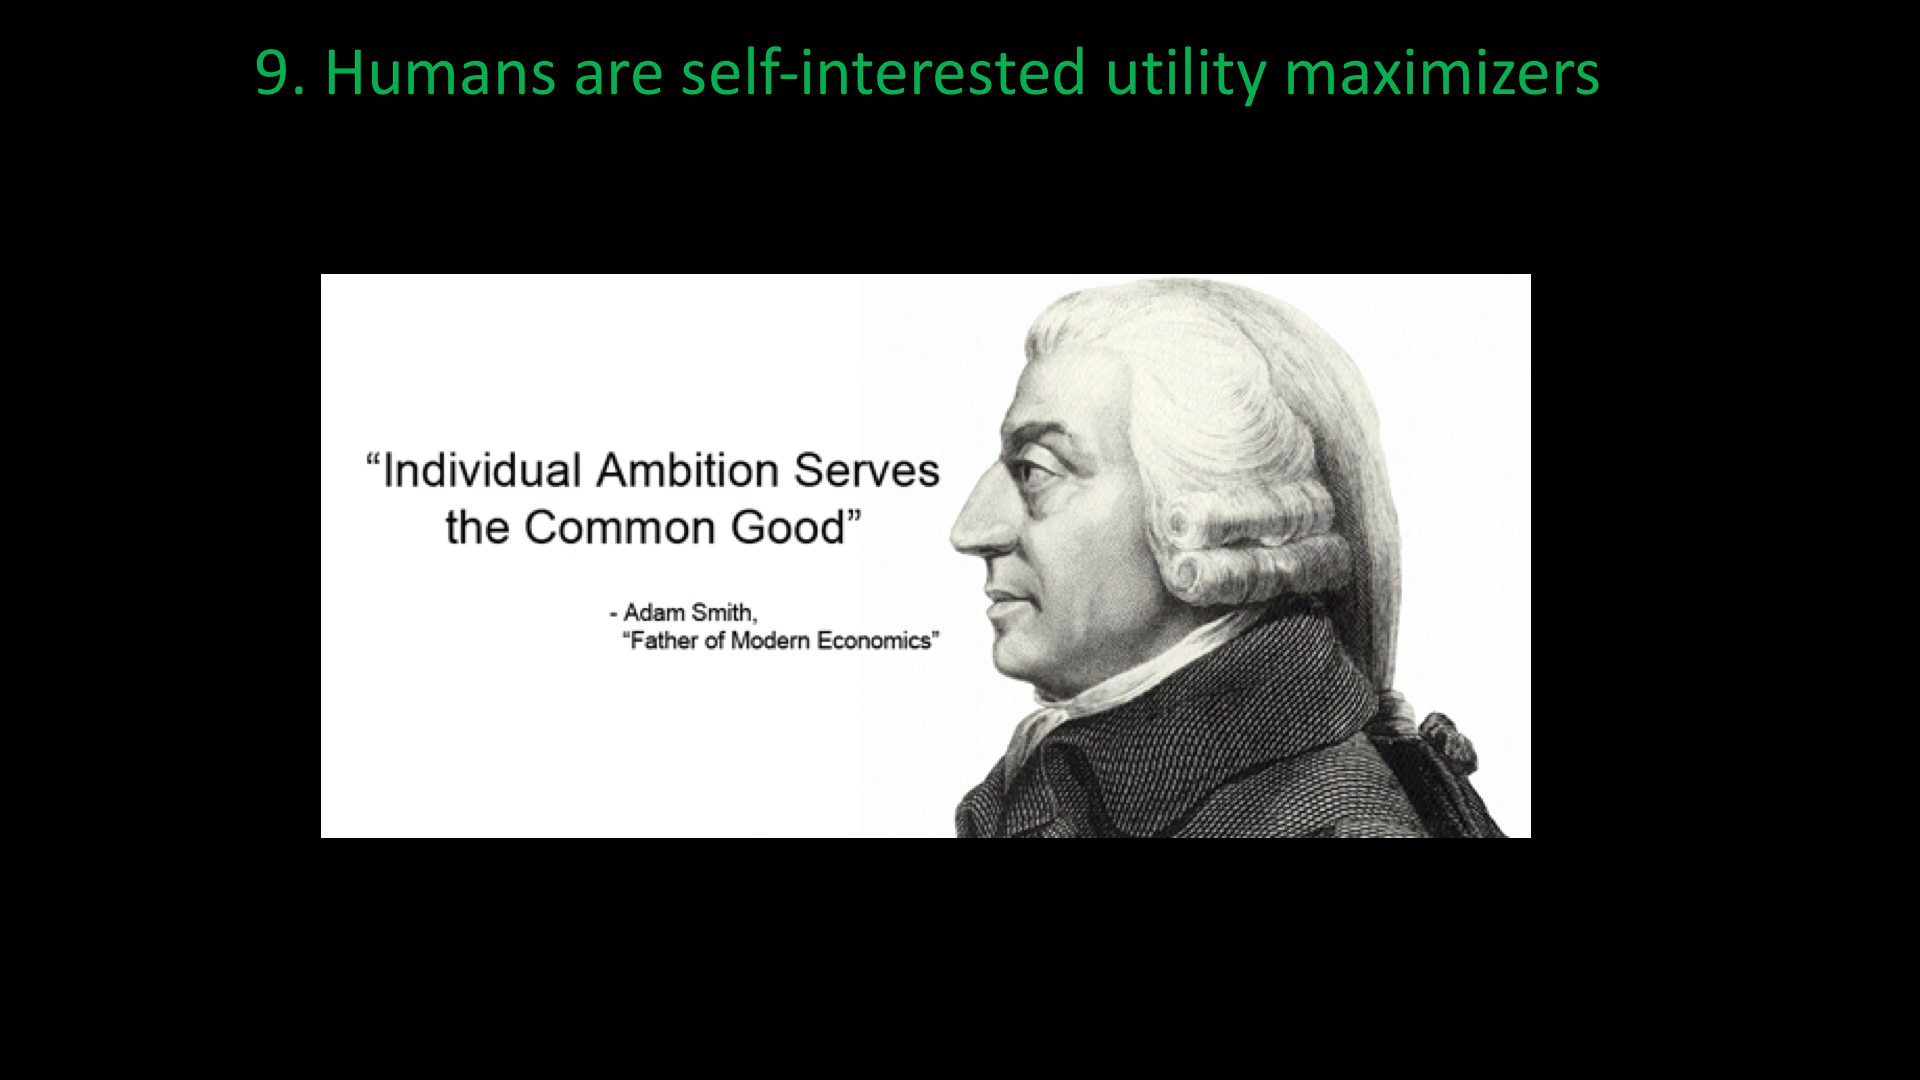 9. Humans are self-interested utility maximizers
“Individual Ambition Serves
the Common Good”
- Adam Smith,
“Father of Modern Economics”